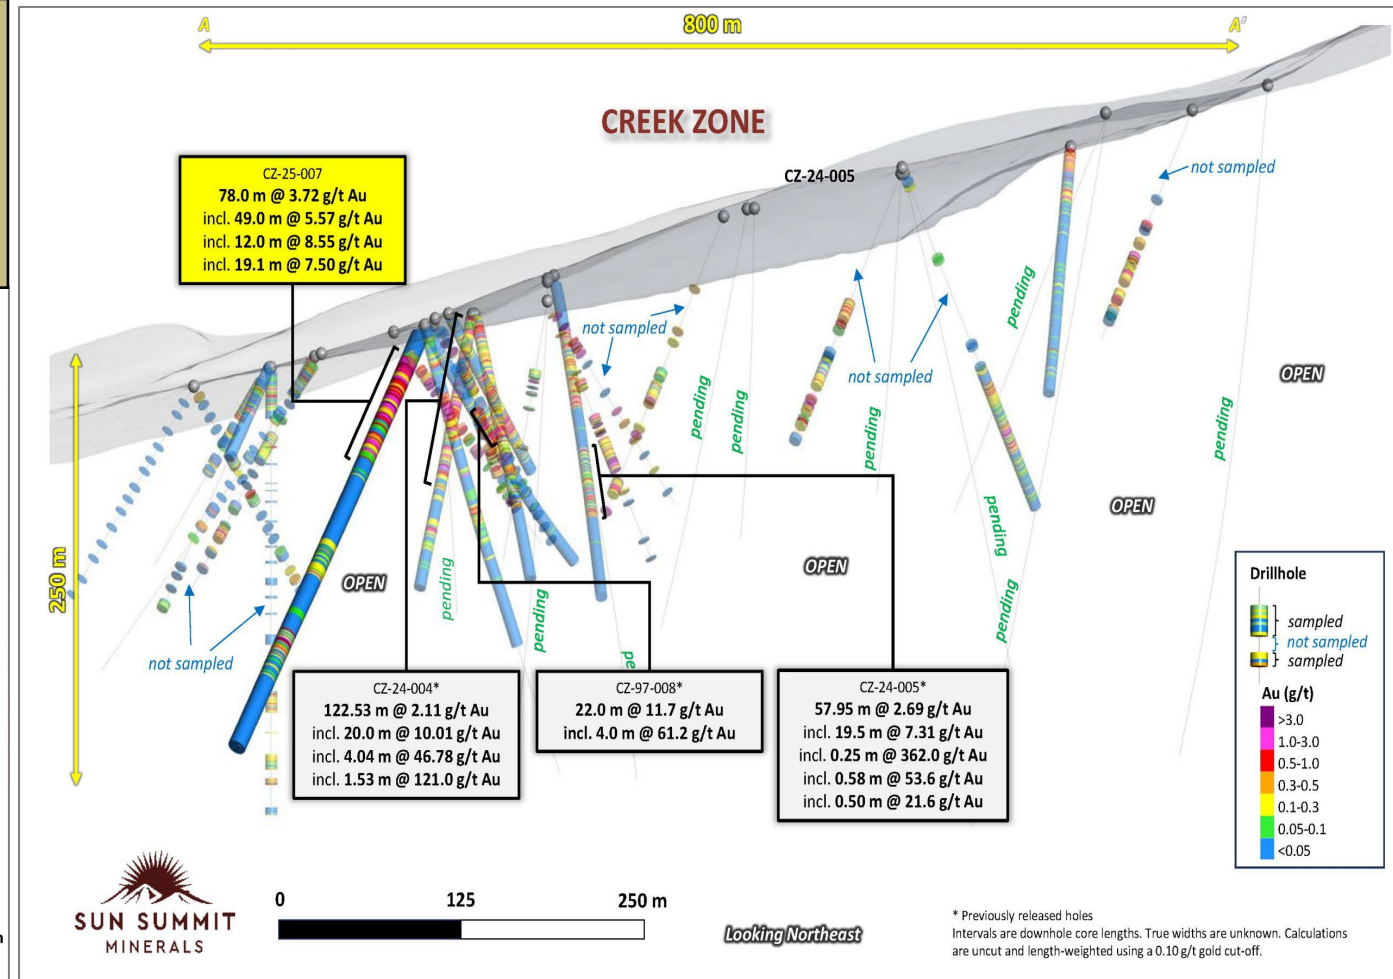 A
800 m
A'
CREEK ZONE
CZ-24-005
not sampled
CZ-25-007
78.0 m @ 3.72 g/t Au
incl. 49.0 m @ 5.57 g/t Au
incl. 12.0 m @ 8.55 g/t Au
incl. 19.1 m @ 7.50 g/t Au
pending
not sampled
not sampled
OPEN
pending
pending
pending
pending
250 m
OPEN
OPEN
OPEN
pending
pending
pending
pending
not sampled
pe
CZ-24-004*
122.53 m @ 2.11 g/t Au
incl. 20.0 m @ 10.01 g/t Au
incl. 4.04 m @ 46.78 g/t Au
incl. 1.53 m @ 121.0 g/t Au
CZ-97-008*
22.0 m @ 11.7 g/t Au
incl. 4.0 m @ 61.2 g/t Au
CZ-24-005*
57.95 m @ 2.69 g/t Au
incl. 19.5 m @ 7.31 g/t Au
incl. 0.25 m @ 362.0 g/t Au
incl. 0.58 m @ 53.6 g/t Au
incl. 0.50 m @ 21.6 g/t Au
Drillhole
sampled
not sampled
sampled
Au (g/t)
>3.0
1.0-3.0
0.5-1.0
0.3-0.5
0.1-0.3
0.05-0.1
<0.05
SUN SUMMIT
MINERALS
0 125 250 m
Looking Northeast
* Previously released holes
Intervals are downhole core lengths. True widths are unknown. Calculations
are uncut and length-weighted using a 0.10 g/t gold cut-off.